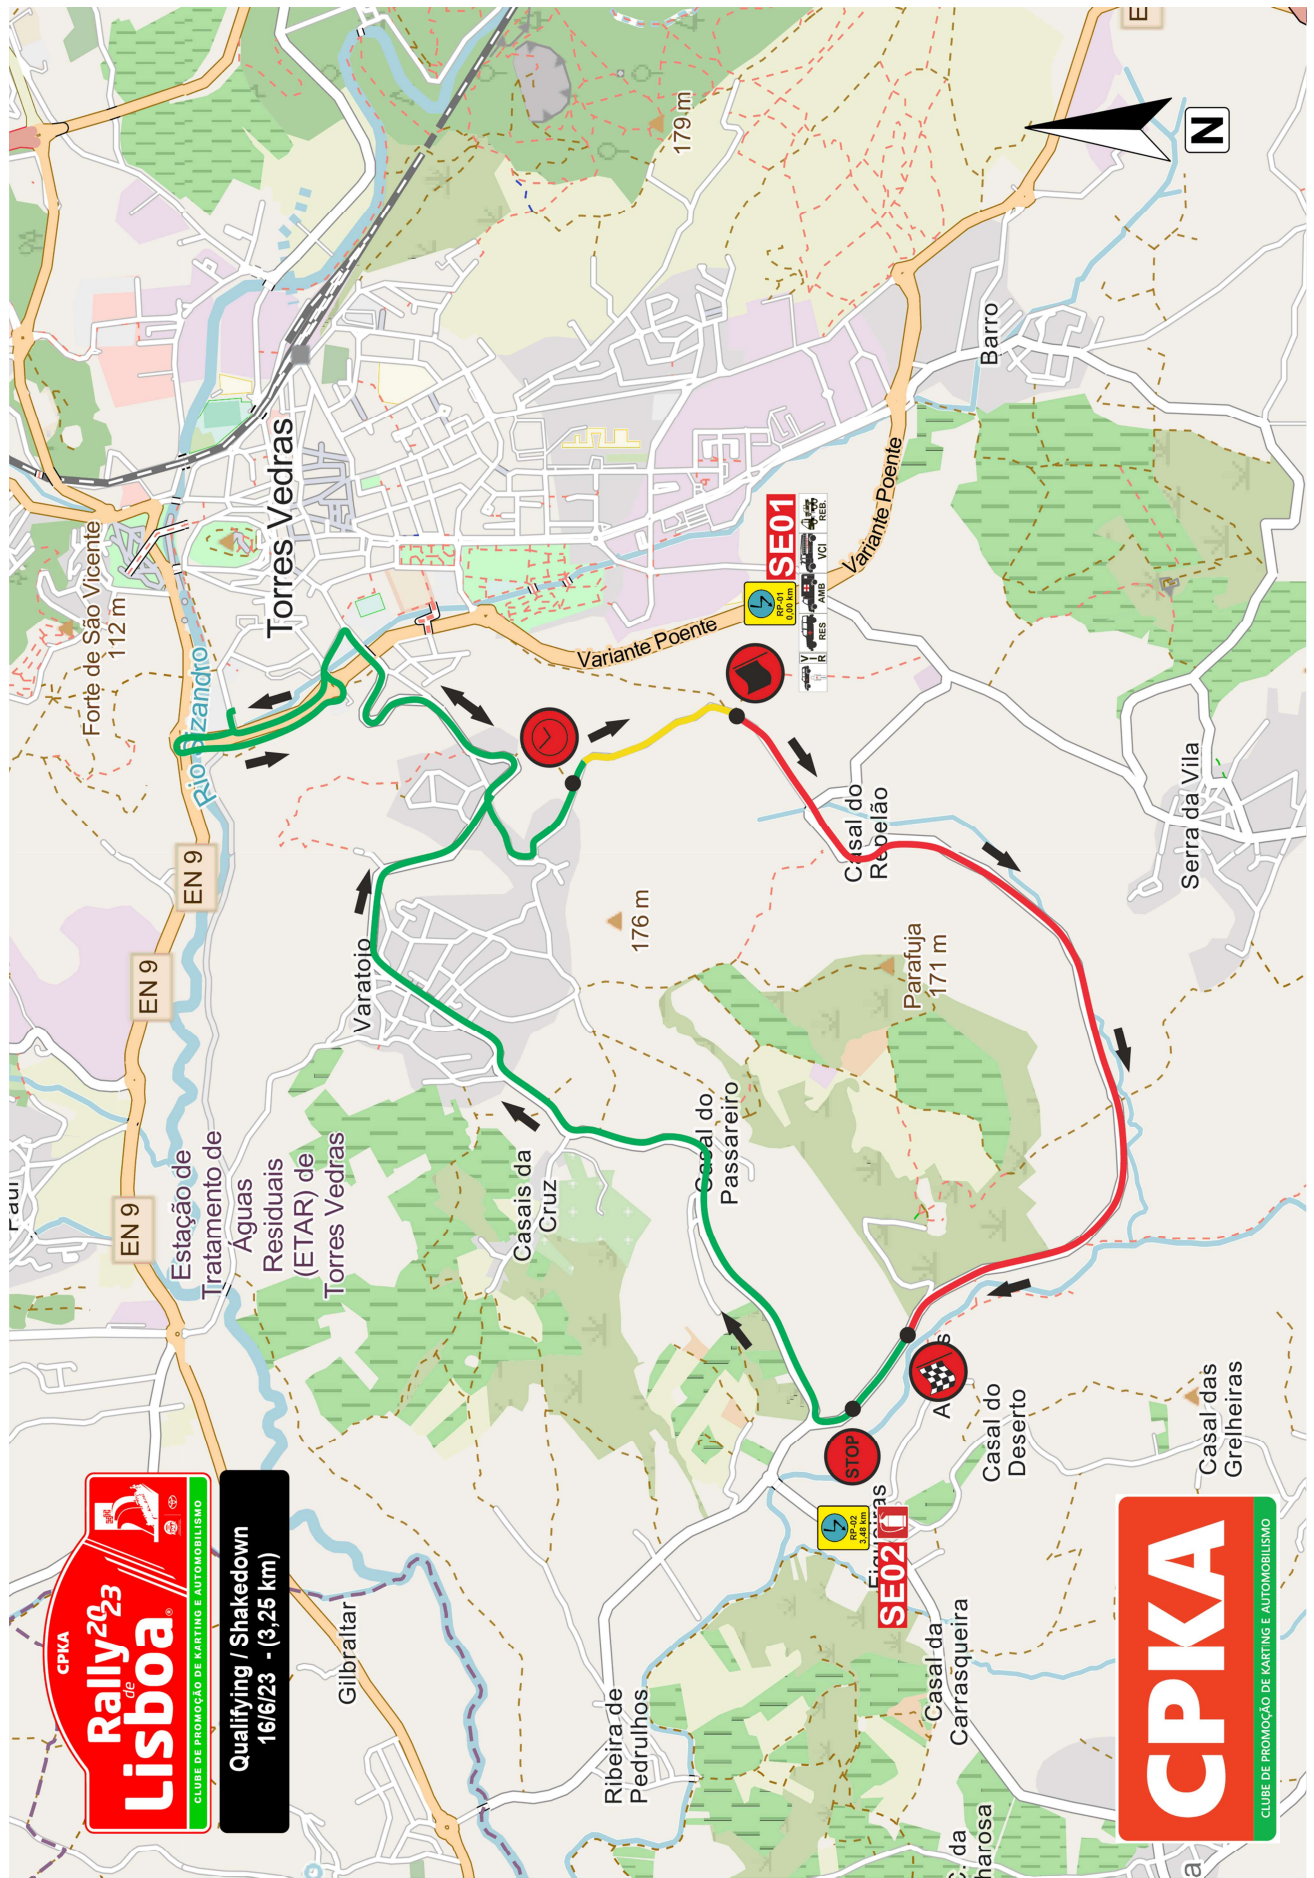 CPKA
Rally 2023
de
Lisboa
CLUBE DE PROMOÇÃO DE KARTING E AUTOMOBILISMO
Qualifying / Shakedown
16/6/23 - (3,25 km)
Gilbraltar
EN 9
EN 9
EN 9
Estação de
Tratamento de
Águas
Residuais
(ETAR) de
Torres Vedras
Rio Sizandro
Forte de São Vicente
112 m
Torres Vedras
Varatojo
Casais da
Cruz
Casal do
Passareiro
176 m
179 m
Variante Poente
Variante Poente
SE01
RP-01
0,00 km
V
I
R
RES
AMB
VCI
REB.
N
Barro
Casal do
Repelão
Parafuja
171 m
Serra da Vila
STOP
RP-02
3,48 km
SE02
Ribeira de
Pedrulhos
Casal da
Carrasqueira
Casal do
Deserto
Casal das
Grelheiras
CPKA
CLUBE DE PROMOÇÃO DE KARTING E AUTOMOBILISMO